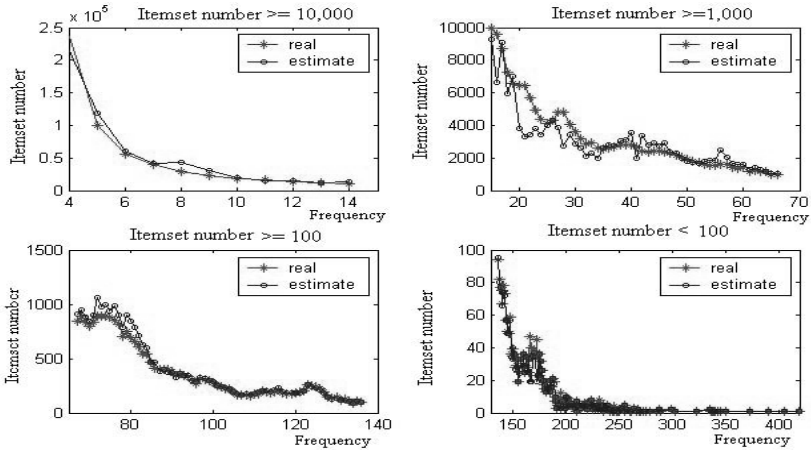 Itemset number >= 10,000
× 10^5
2.5
2
1.5
1
0.5
0
4 6 8 10 12 14
Itemset number
Frequency
real
estimate
Itemset number >=1,000
10000
8000
6000
4000
2000
0
20 30 40 50 60 70
Itemset number
Frequency
real
estimate
Itemset number >= 100
1500
1000
500
0
80 100 120 140
Itemset number
Frequency
real
estimate
Itemset number < 100
100
80
60
40
20
0
150 200 250 300 350 400
Itemset number
Frequency
real
estimate